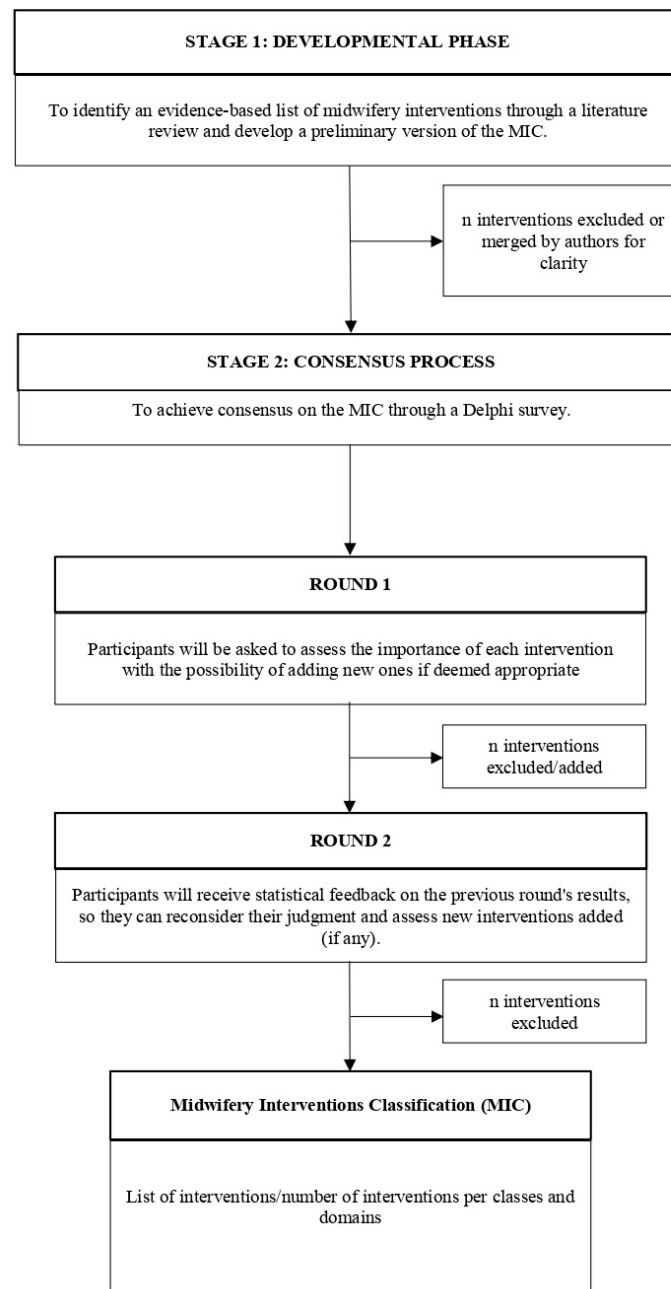 STAGE 1: DEVELOPMENTAL PHASE
To identify an evidence-based list of midwifery interventions through a literature
review and develop a preliminary version of the MIC.
n interventions excluded or
merged by authors for
clarity
STAGE 2: CONSENSUS PROCESS
To achieve consensus on the MIC through a Delphi survey.
ROUND 1
Participants will be asked to assess the importance of each intervention
with the possibility of adding new ones if deemed appropriate
n interventions
excluded/added
ROUND 2
Participants will receive statistical feedback on the previous round's results,
so they can reconsider their judgment and assess new interventions added
(if any).
n interventions
excluded
Midwifery Interventions Classification (MIC)
List of interventions/number of interventions per classes and
domains